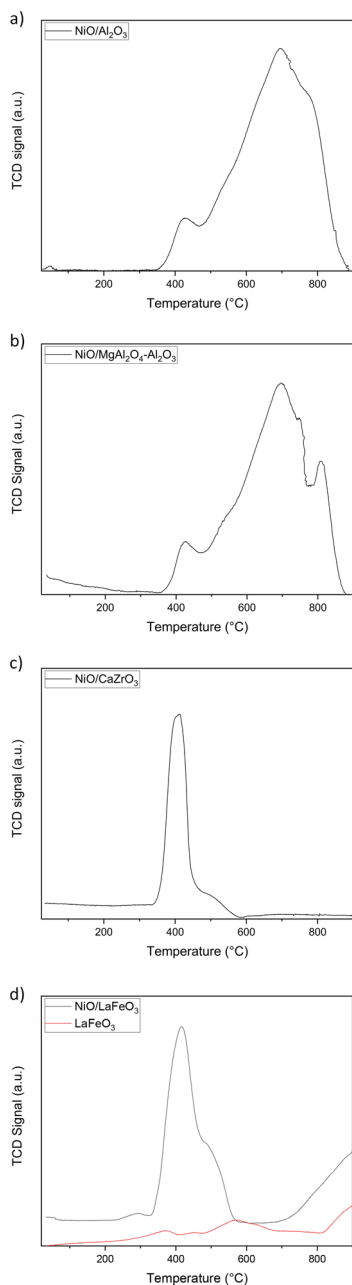 a)
NiO/Al₂O₃
TCD signal (a.u.)
200 400 600 800
Temperature (°C)
b)
NiO/MgAl₂O₄-Al₂O₃
TCD Signal (a.u.)
200 400 600 800
Temperature (°C)
c)
NiO/CaZrO₃
TCD signal (a.u.)
200 400 600 800
Temperature (°C)
d)
NiO/LaFeO₃
LaFeO₃
TCD Signal (a.u.)
200 400 600 800
Temperature (°C)